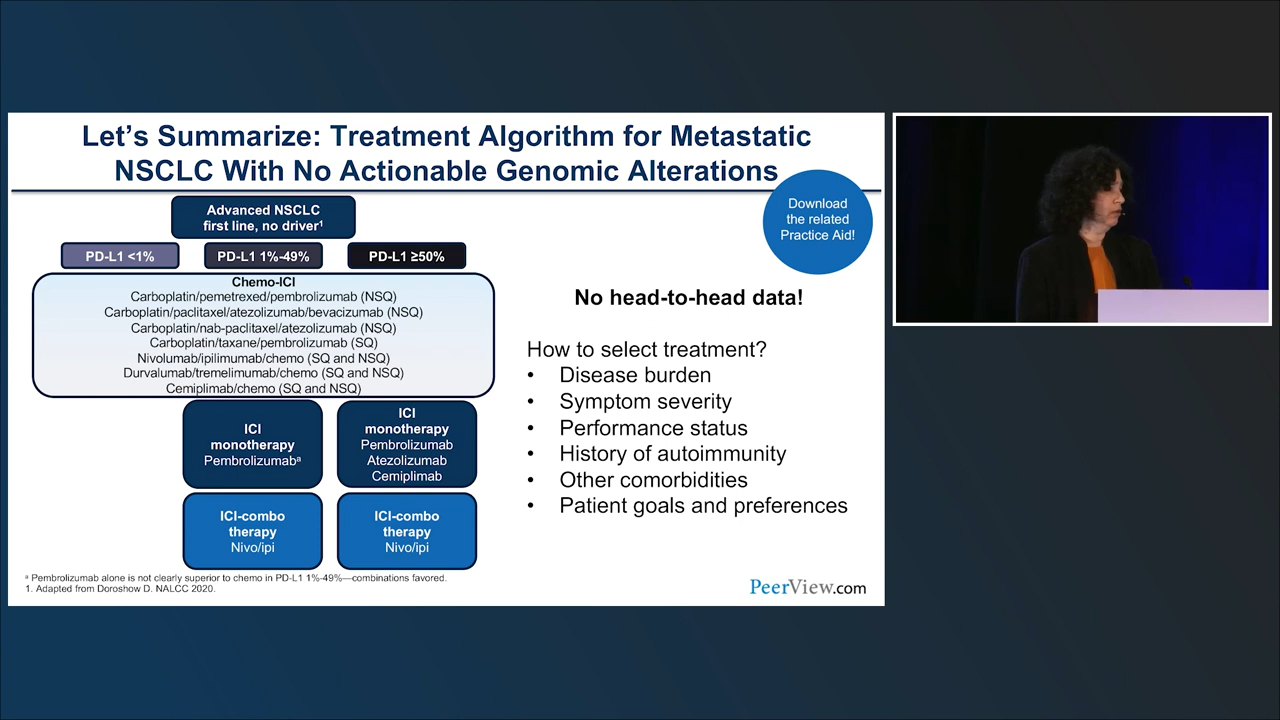 Let's Summarize: Treatment Algorithm for Metastatic
NSCLC With No Actionable Genomic Alterations
Download
the related
Practice Aid!
Advanced NSCLC
first line, no driver¹
PD-L1 <1%
PD-L1 1%-49%
PD-L1 ≥50%
Chemo-ICI
Carboplatin/pemetrexed/pembrolizumab (NSQ)
Carboplatin/paclitaxel/atezolizumab/bevacizumab (NSQ)
Carboplatin/nab-paclitaxel/atezolizumab (NSQ)
Carboplatin/taxane/pembrolizumab (SQ)
Nivolumab/ipilimumab/chemo (SQ and NSQ)
Durvalumab/tremelimumab/chemo (SQ and NSQ)
Cemiplimab/chemo (SQ and NSQ)
ICI
monotherapy
Pembrolizumabᵃ
ICI
monotherapy
Pembrolizumab
Atezolizumab
Cemiplimab
ICI-combo
therapy
Nivo/ipi
ICI-combo
therapy
Nivo/ipi
No head-to-head data!
How to select treatment?
• Disease burden
• Symptom severity
• Performance status
• History of autoimmunity
• Other comorbidities
• Patient goals and preferences
ᵃ Pembrolizumab alone is not clearly superior to chemo in PD-L1 1%-49%—combinations favored.
1. Adapted from Doroshow D. NALCC 2020.
PeerView.com